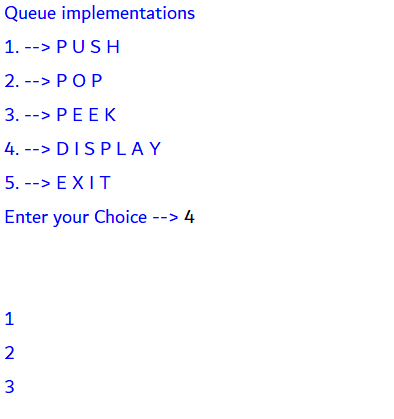 Queue implementations
1. --> P U S H
2. --> P O P
3. --> P E E K
4. --> D I S P L A Y
5. --> E X I T
Enter your Choice --> 4
1
2
3